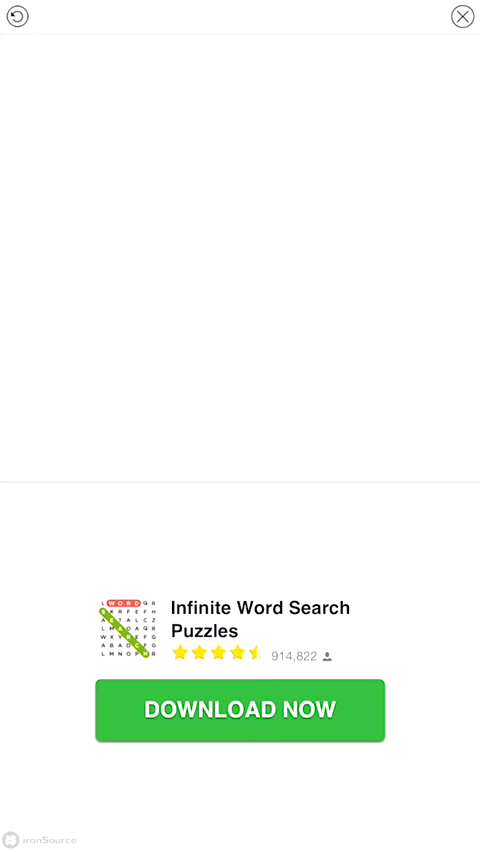 Infinite Word Search
Puzzles
914,822
DOWNLOAD NOW
ironSource